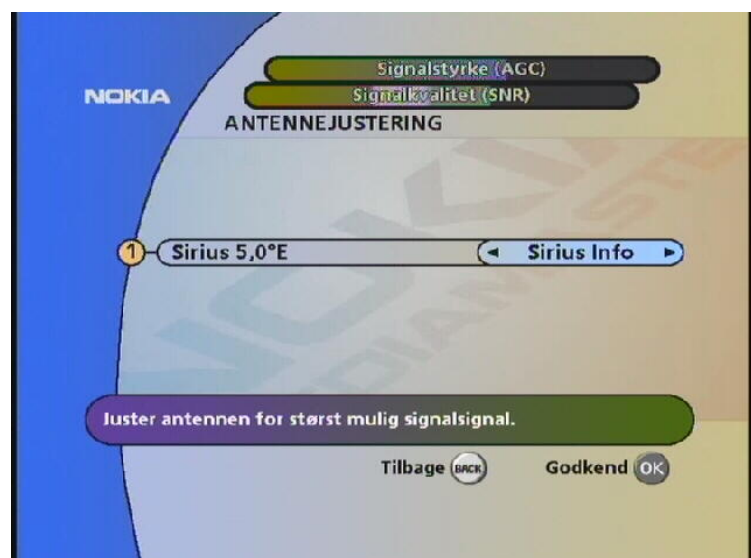 Signalstyrke (AGC)
NOKIA
Signalkvalitet (SNR)
ANTENNEJUSTERING
1 Sirius 5,0°E Sirius Info
Juster antennen for størst mulig signalsignal.
Tilbage BACK Godkend OK